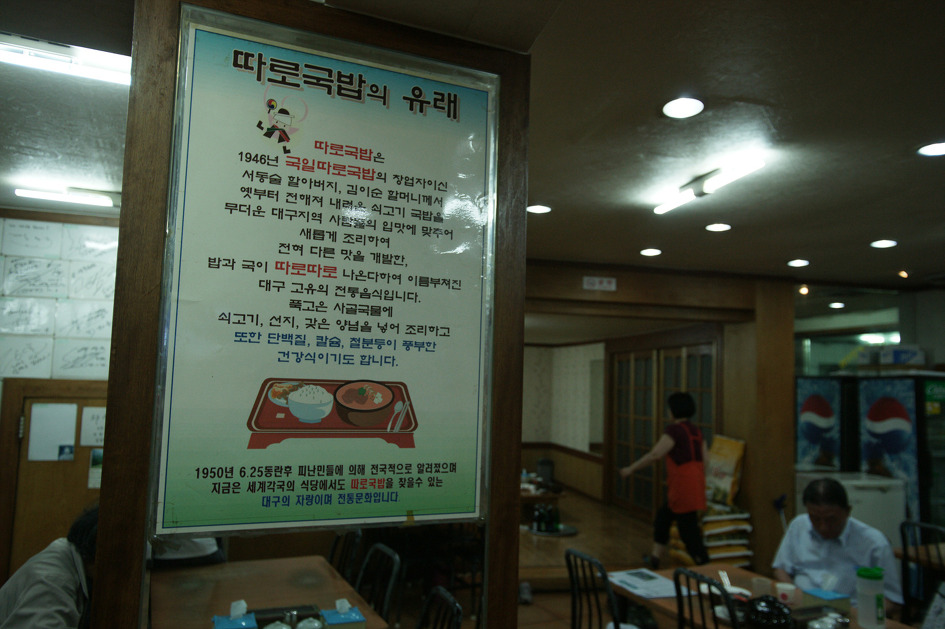 따로국밥의 유래
따로국밥은
1946년 국일따로국밥의 창업자이신
서동술 할아버지, 김이순 할머니께서
옛부터 전해져 내려온 쇠고기 국밥을
무더운 대구지역 사람들의 입맛에 맞추어
새롭게 조리하여
전혀 다른 맛을 개발한,
밥과 국이 따로따로 나온다하여 이름부쳐진
대구 고유의 전통음식입니다.
푹고은 사골국물에
쇠고기, 선지, 갖은 양념을 넣어 조리하고
또한 단백질, 칼슘, 철분등이 풍부한
건강식이기도 합니다.
1950년 6.25동란후 피난민들에 의해 전국적으로 알리졌으며
지금은 세계각국의 식당에서도 따로국밥을 찾을수 있는
대구의 자랑이며 전통문화입니다.